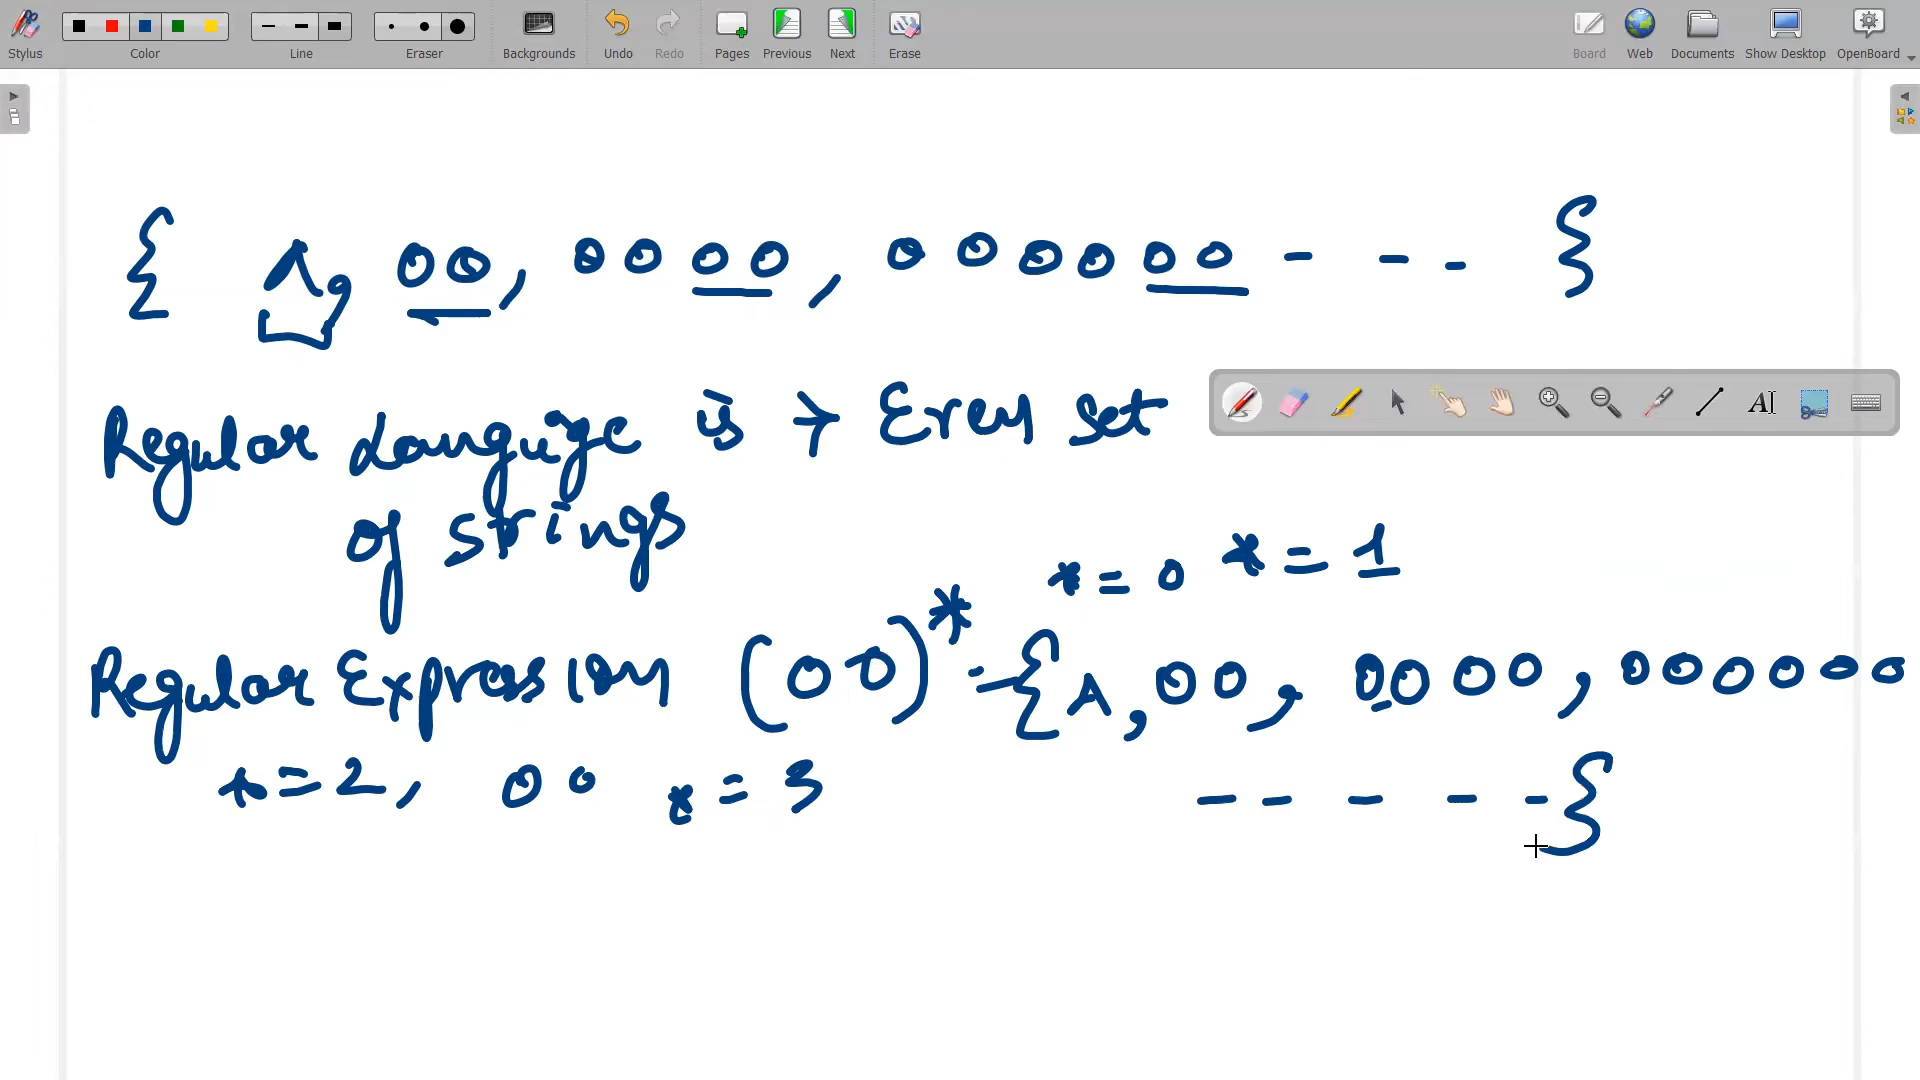 Stylus Color Line Eraser Backgrounds Undo Redo Pages Previous Next Erase Board Web Documents Show Desktop OpenBoard
{ Λ, 00, 0000, 000000 - - - }
Regular Language is → Even set
of strings
* = 0 * = 1
Regular Expression (00)* = { Λ, 00, 0000, 000000
* = 2, 00 * = 3 - - - - - }